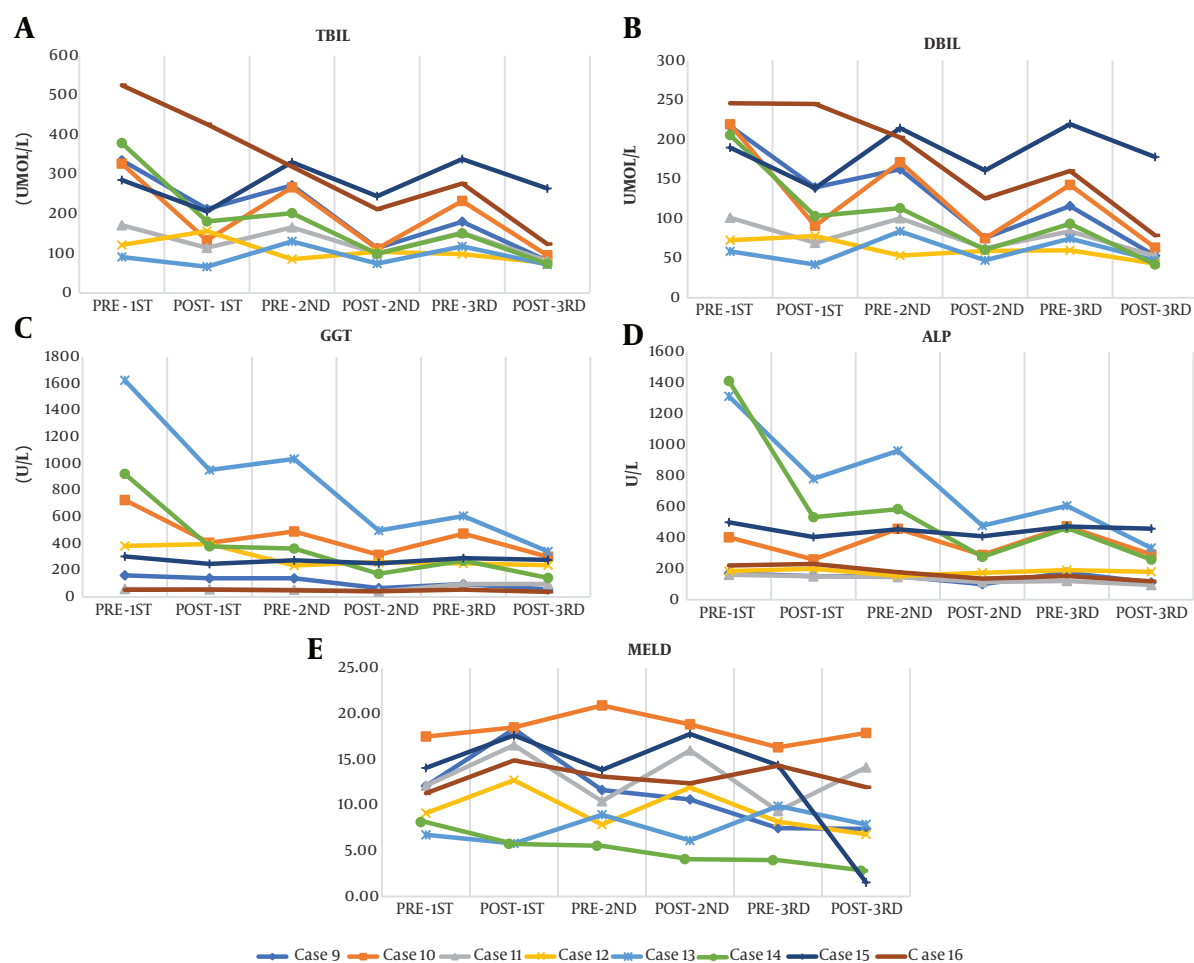 A
TBIL
(UMOL/L)
600
500
400
300
200
100
0
PRE - 1ST POST- 1ST PRE - 2ND POST -2ND PRE -3RD POST -3RD
B
DBIL
UMOL/L
300
250
200
150
100
50
0
PRE - 1ST POST -1ST PRE - 2ND POST -2ND PRE -3RD POST -3RD
C
GGT
(U/L)
1800
1600
1400
1200
1000
800
600
400
200
0
PRE -1ST POST-1ST PRE - 2ND POST -2ND PRE -3RD POST -3RD
D
ALP
U/L
1600
1400
1200
1000
800
600
400
200
0
PRE - 1ST POST -1ST PRE - 2ND POST -2ND PRE -3RD POST -3RD
E
MELD
25.00
20.00
15.00
10.00
5.00
0.00
PRE -1ST POST-1ST PRE -2ND POST -2ND PRE -3RD POST -3RD
Case 9 Case 10 Case 11 Case 12 Case 13 Case 14 Case 15 C ase 16